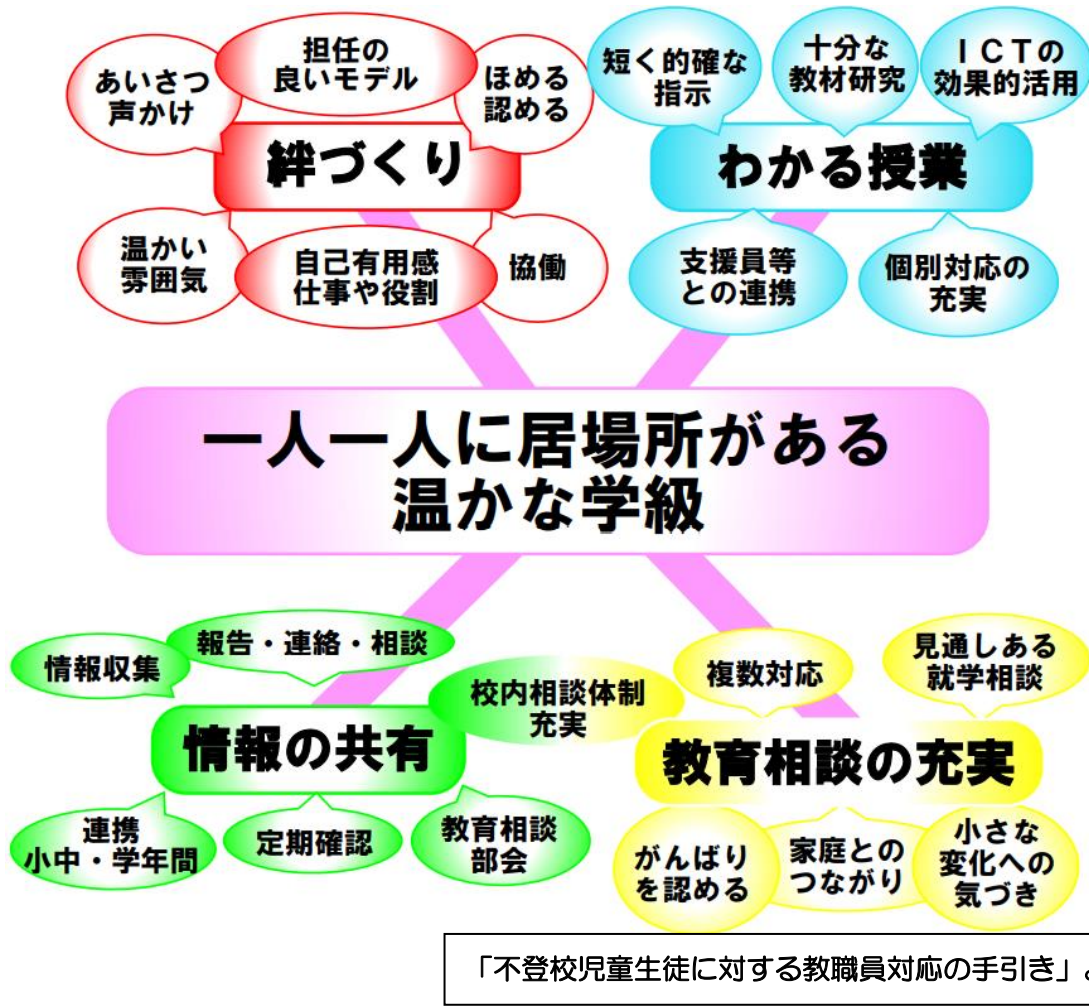 担任の
良いモデル
あいさつ
声かけ
ほめる
認める
絆づくり
温かい
雰囲気
自己有用感
仕事や役割
協働
短く的確な
指示
十分な
教材研究
ＩＣＴの
効果的活用
わかる授業
支援員等
との連携
個別対応の
充実
一人一人に居場所がある
温かな学級
報告・連絡・相談
情報収集
校内相談体制
充実
情報の共有
連携
小中・学年間
定期確認
教育相談
部会
複数対応
見通しある
就学相談
教育相談の充実
がんばり
を認める
家庭との
つながり
小さな
変化への
気づき
「不登校児童生徒に対する教職員対応の手引き」